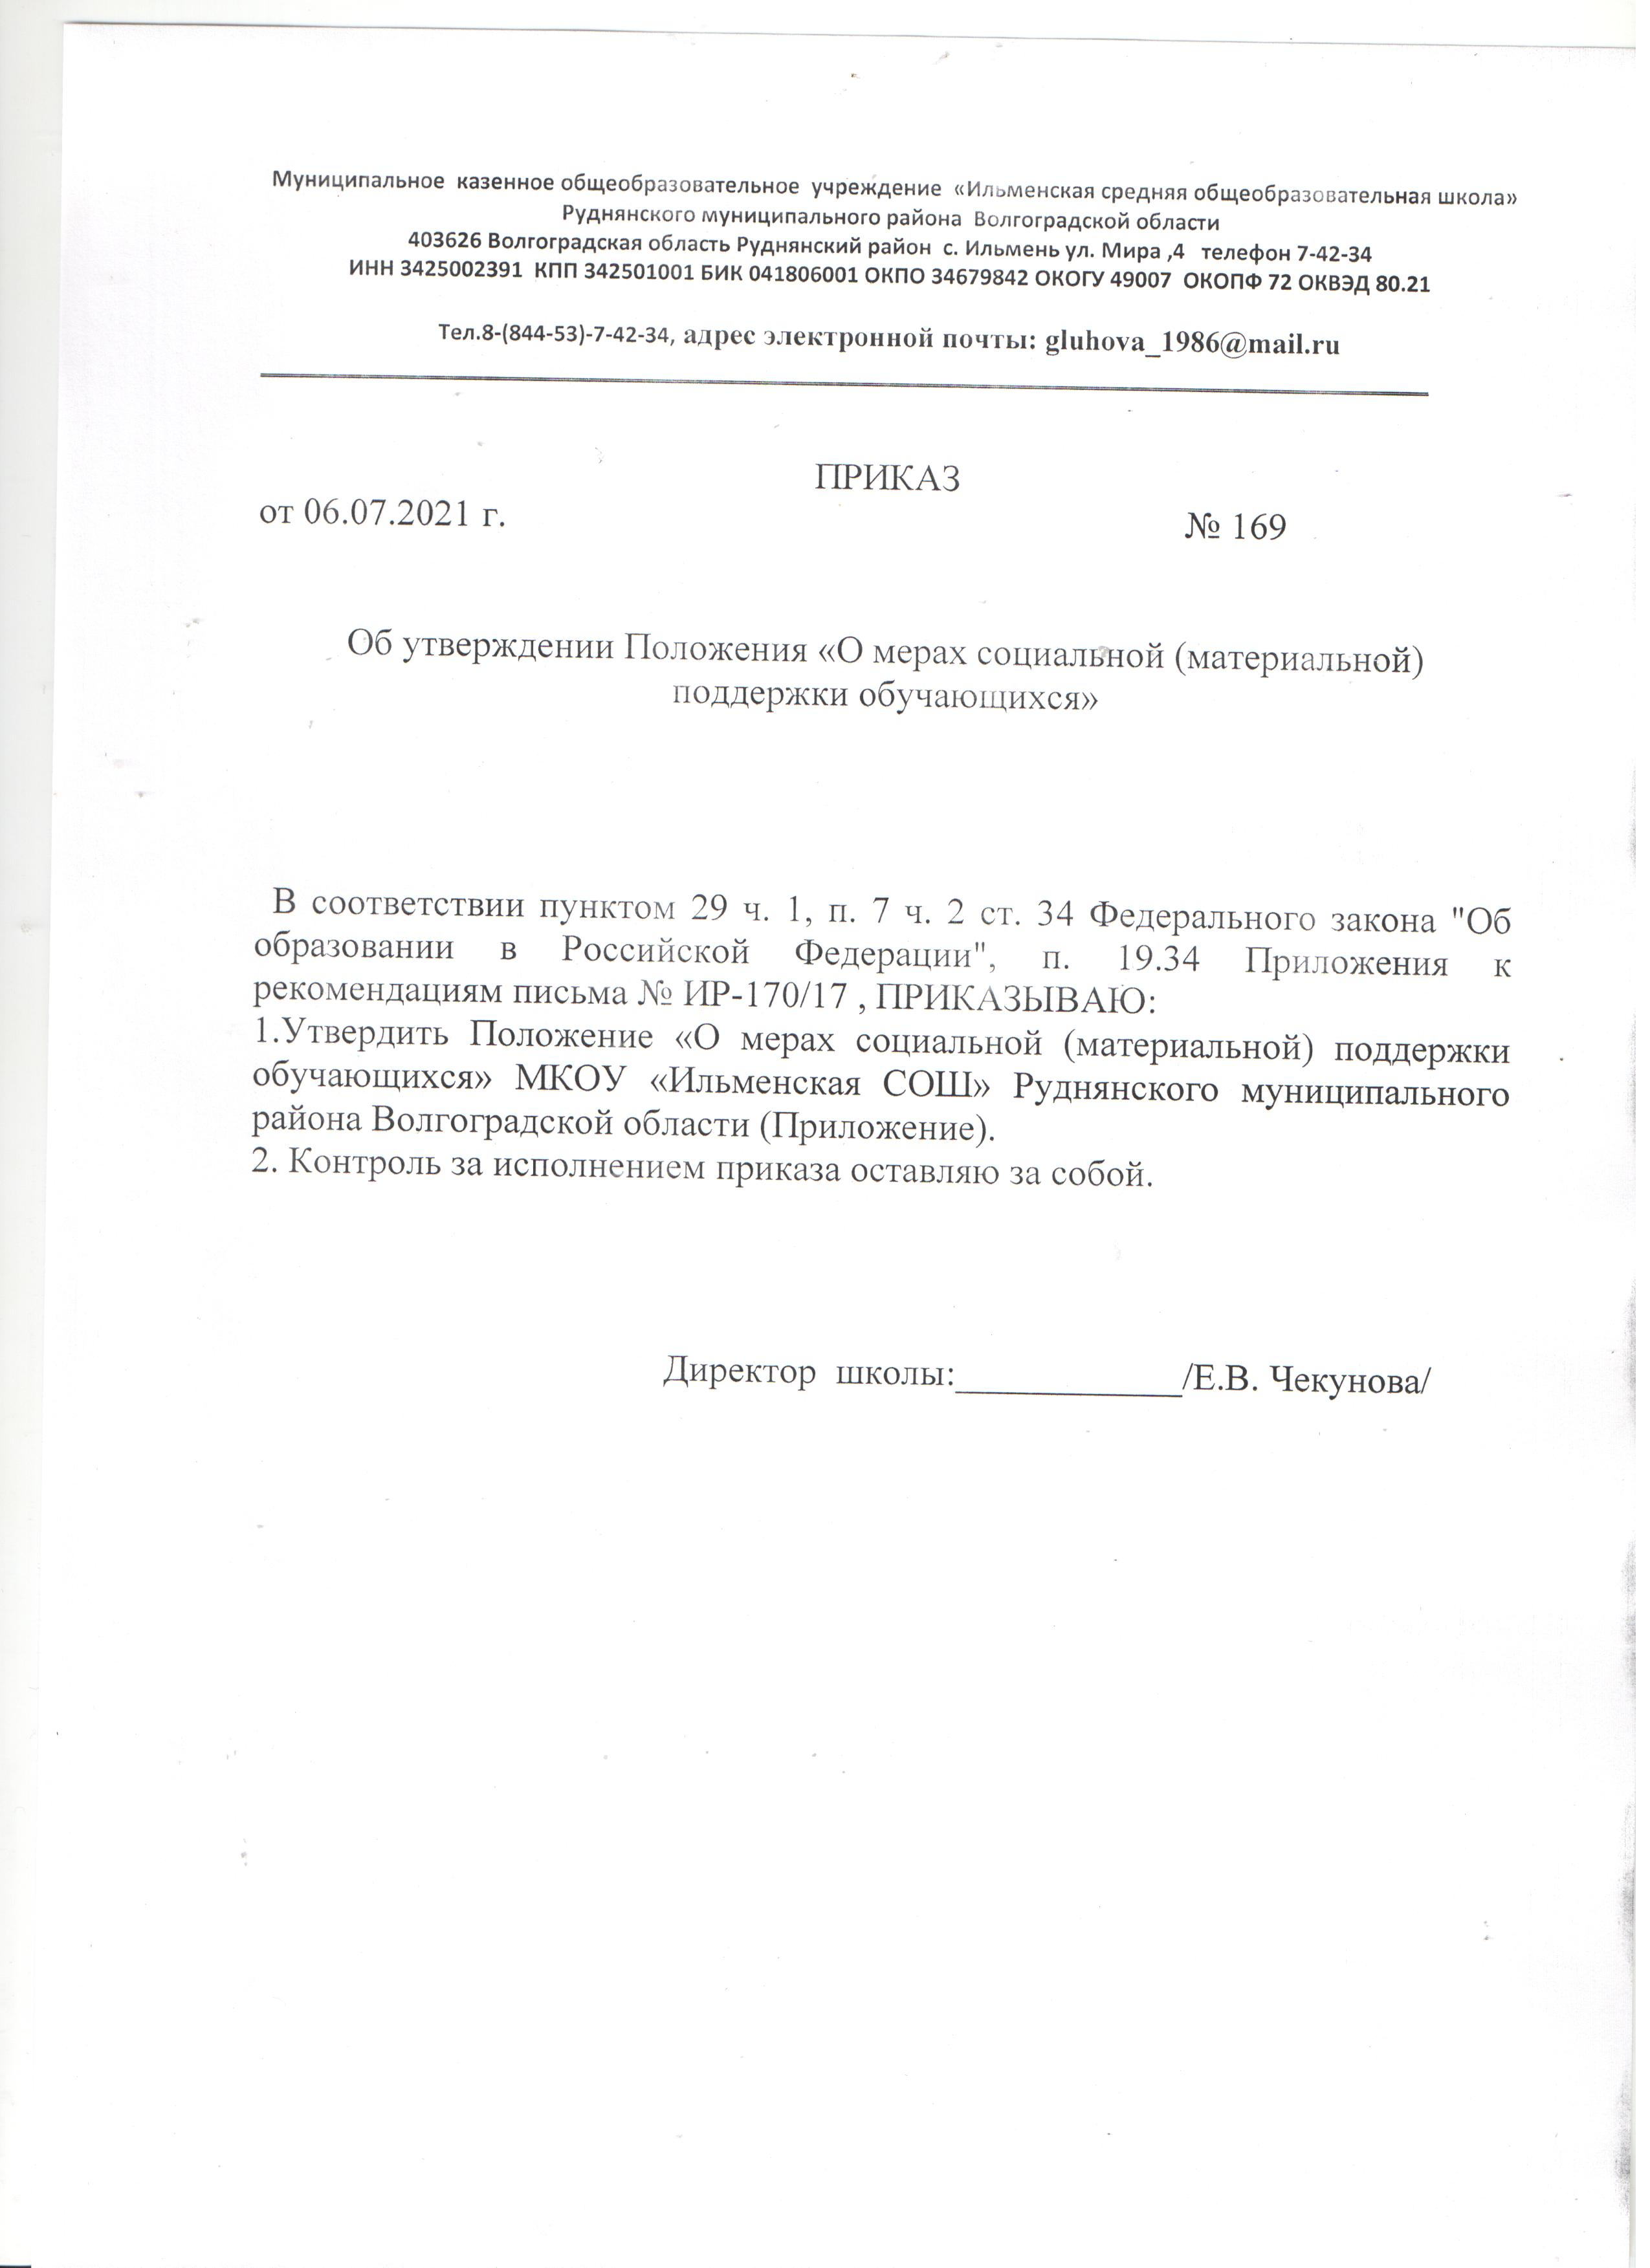 Муниципальное казенное общеобразовательное учреждение «Ильменская средняя общеобразовательная школа»
Руднянского муниципального района Волгоградской области
403626 Волгоградская область Руднянский район с. Ильмень ул. Мира ,4 телефон 7-42-34
ИНН 3425002391 КПП 342501001 БИК 041806001 ОКПО 34679842 ОКОГУ 49007 ОКОПФ 72 ОКВЭД 80.21
Тел.8-(844-53)-7-42-34, адрес электронной почты: gluhova_1986@mail.ru
ПРИКАЗ
от 06.07.2021 г. № 169
Об утверждении Положения «О мерах социальной (материальной)
поддержки обучающихся»
В соответствии пунктом 29 ч. 1, п. 7 ч. 2 ст. 34 Федерального закона "Об
образовании в Российской Федерации", п. 19.34 Приложения к
рекомендациям письма № ИР-170/17 , ПРИКАЗЫВАЮ:
1.Утвердить Положение «О мерах социальной (материальной) поддержки
обучающихся» МКОУ «Ильменская СОШ» Руднянского муниципального
района Волгоградской области (Приложение).
2. Контроль за исполнением приказа оставляю за собой.
Директор школы:____________/Е.В. Чекунова/